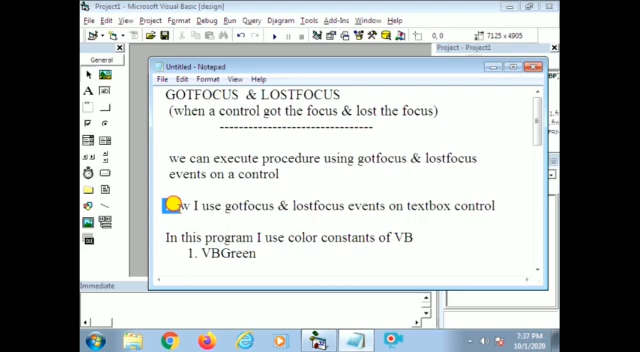 Project1 - Microsoft Visual Basic [design]
File Edit View Project Format Debug Run Query Diagram Tools Add-Ins Window Help
0, 0
7125 x 4905
General
Project - Project1
Untitled - Notepad
File Edit Format View Help
GOTFOCUS & LOSTFOCUS
(when a control got the focus & lost the focus)
--------------------------------
we can execute procedure using gotfocus & lostfocus
events on a control
w I use gotfocus & lostfocus events on textbox control
In this program I use color constants of VB
1. VBGreen
Immediate
7:37 PM
10/1/2020